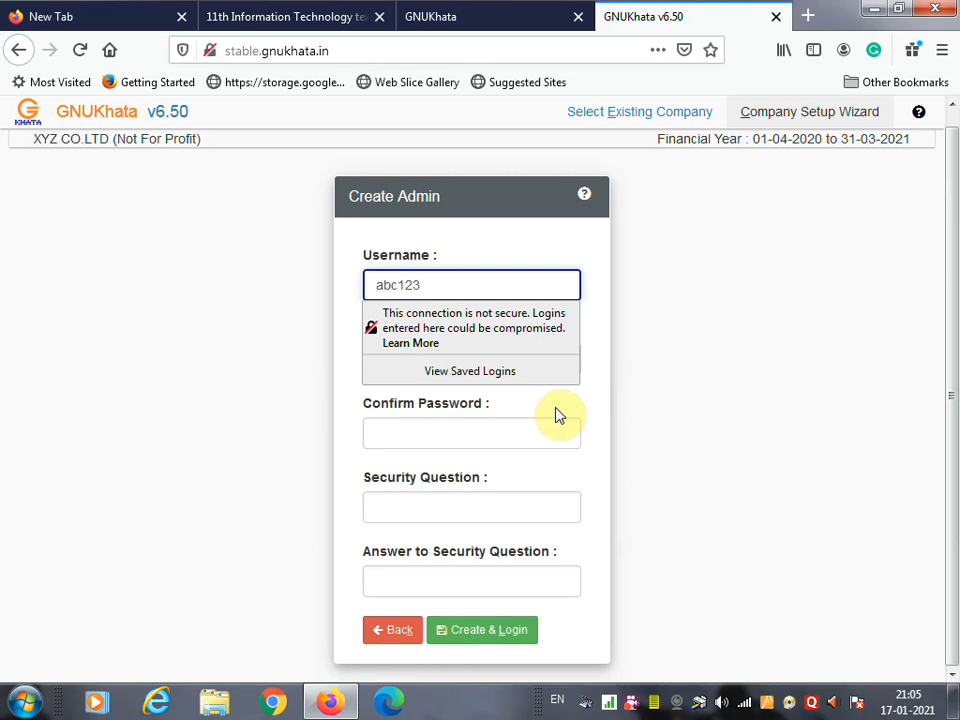 New Tab
11th Information Technology te
GNUKhata
GNUKhata v6.50
stable.gnukhata.in
Most Visited
Getting Started
https://storage.google...
Web Slice Gallery
Suggested Sites
Other Bookmarks
KHATA
GNUKhata v6.50
Select Existing Company
Company Setup Wizard
XYZ CO.LTD (Not For Profit)
Financial Year : 01-04-2020 to 31-03-2021
Create Admin
Username :
abc123
This connection is not secure. Logins
entered here could be compromised.
Learn More
View Saved Logins
Confirm Password :
Security Question :
Answer to Security Question :
Back
Create & Login
EN
21:05
17-01-2021